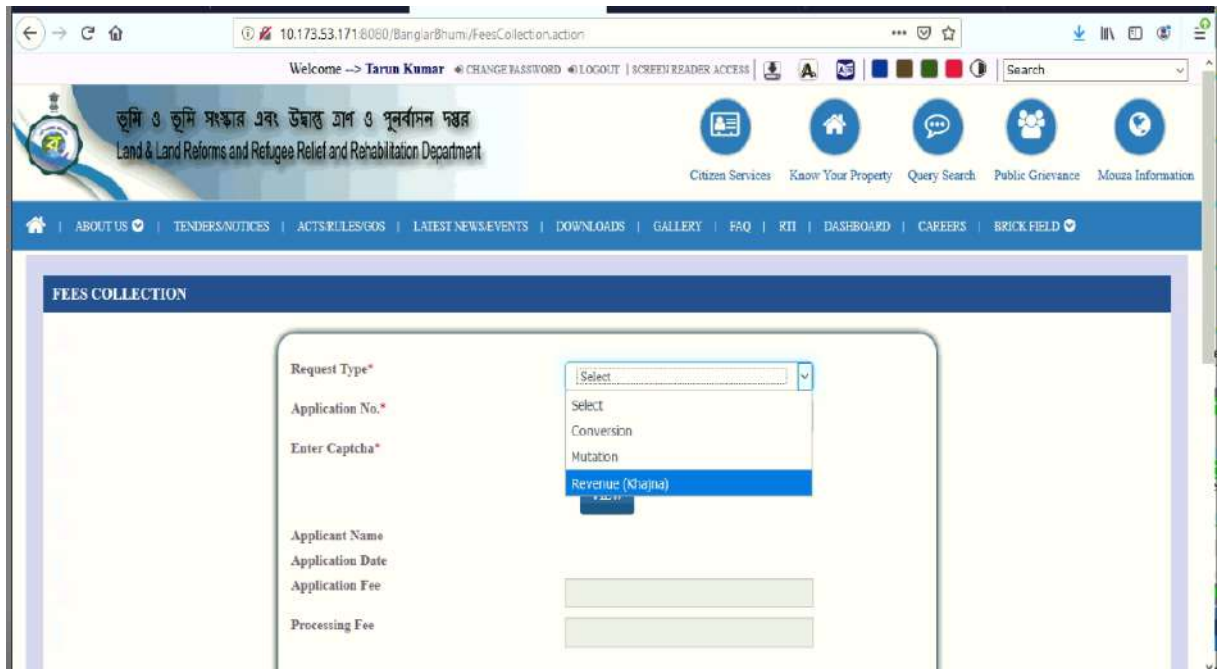 10.173.53.171:8080/BanglarBhumi/FeesCollection.action
Welcome --> Tarun Kumar CHANGE PASSWORD LOGOUT | SCREEN READER ACCESS | A A | Search
ভূমি ও ভূমি সংস্কার এবং উদ্বাস্তু ত্রাণ ও পুনর্বাসন দপ্তর
Land & Land Reforms and Refugee Relief and Rehabilitation Department
Citizen Services Know Your Property Query Search Public Grievance Mouza Information
| ABOUT US | TENDERS/NOTICES | ACTS/RULES/GOS | LATEST NEWS/EVENTS | DOWNLOADS | GALLERY | FAQ | RTI | DASHBOARD | CAREERS | BRICK FIELD
FEES COLLECTION
Request Type* Select
Application No.* Select
Conversion
Enter Captcha* Mutation
Revenue (Khajna)
VIEW
Applicant Name
Application Date
Application Fee
Processing Fee